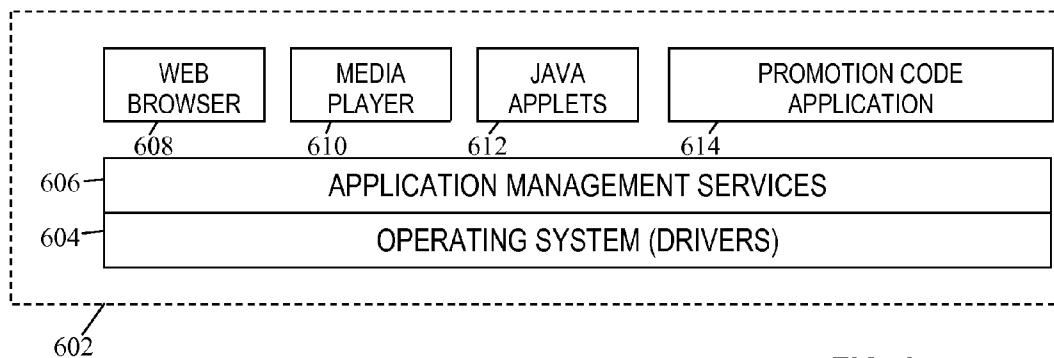 WEB
BROWSER
MEDIA
PLAYER
JAVA
APPLETS
PROMOTION CODE
APPLICATION
608
610
612
614
606
APPLICATION MANAGEMENT SERVICES
604
OPERATING SYSTEM (DRIVERS)
602